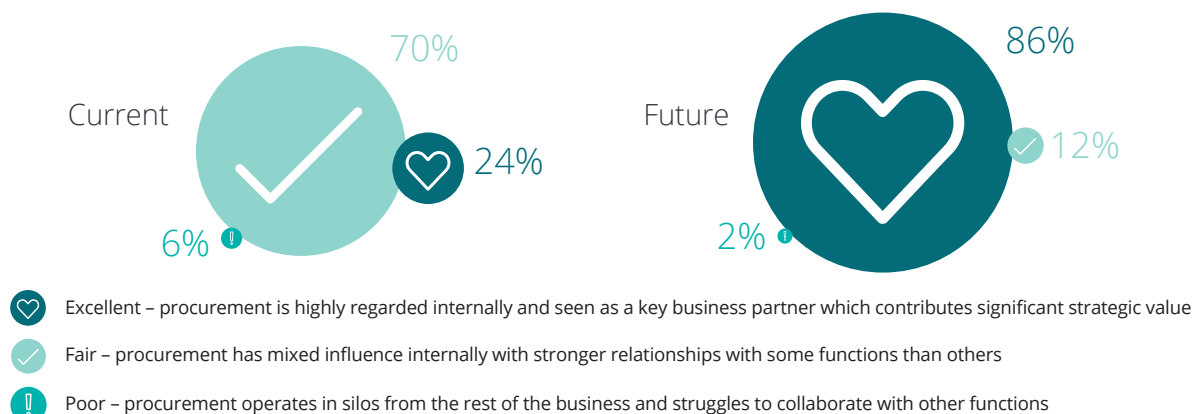 70%
Current
24%
6%
86%
Future
12%
2%
Excellent – procurement is highly regarded internally and seen as a key business partner which contributes significant strategic value
Fair – procurement has mixed influence internally with stronger relationships with some functions than others
Poor – procurement operates in silos from the rest of the business and struggles to collaborate with other functions